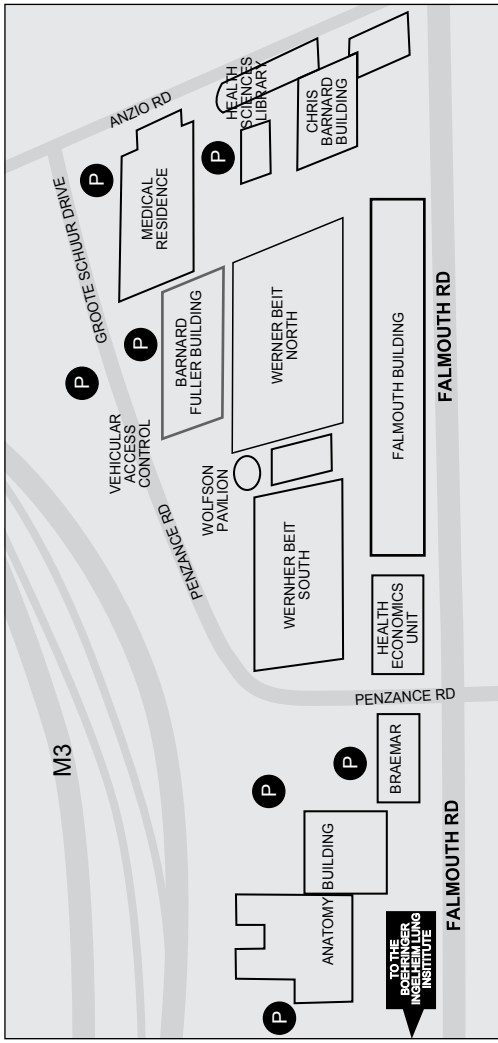 ANZIO RD
HEALTH
SCIENCES
LIBRARY
CHRIS
BARNARD
BUILDING
P
P
MEDICAL
RESIDENCE
GROOTE SCHUUR DRIVE
P
BARNARD
FULLER BUILDING
WERNER BEIT
NORTH
FALMOUTH BUILDING
FALMOUTH RD
P
VEHICULAR
ACCESS
CONTROL
WOLFSON
PAVILION
PENZANCE RD
WERNHER BEIT
SOUTH
HEALTH
ECONOMICS
UNIT
PENZANCE RD
M3
P
P
BRAEMAR
ANATOMY BUILDING
FALMOUTH RD
P
TO THE
BOEHRINGER
INGELHEIM LUNG
INSITITUTE